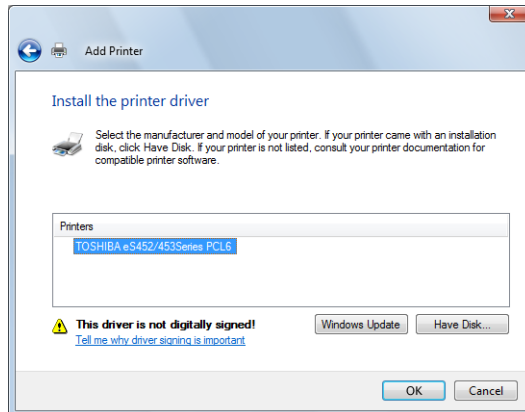 Add Printer
Install the printer driver
Select the manufacturer and model of your printer. If your printer came with an installation
disk, click Have Disk. If your printer is not listed, consult your printer documentation for
compatible printer software.
Printers
TOSHIBA eS452/453Series PCL6
This driver is not digitally signed!
Tell me why driver signing is important
Windows Update
Have Disk...
OK
Cancel